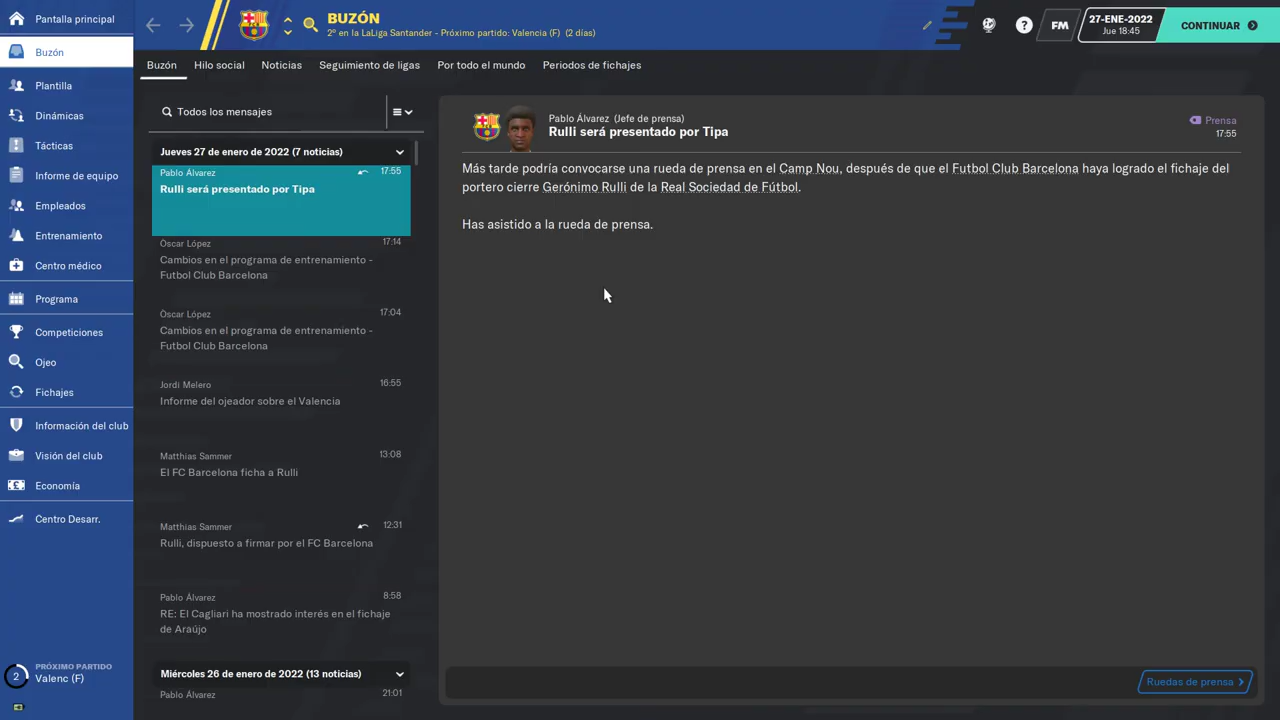 Pantalla principal
Buzón
Plantilla
Dinámicas
Tácticas
Informe de equipo
Empleados
Entrenamiento
Centro médico
Programa
Competiciones
Ojeo
Fichajes
Información del club
Visión del club
Economía
Centro Desarr.
2
PRÓXIMO PARTIDO
Valenc (F)
BUZÓN
2º en la LaLiga Santander - Próximo partido: Valencia (F) (2 días)
?
FM
27-ENE-2022
Jue 18:45
CONTINUAR
Buzón
Hilo social
Noticias
Seguimiento de ligas
Por todo el mundo
Periodos de fichajes
Todos los mensajes
Jueves 27 de enero de 2022 (7 noticias)
Pablo Álvarez 17:55
Rulli será presentado por Tipa
Òscar López 17:14
Cambios en el programa de entrenamiento -
Futbol Club Barcelona
Òscar López 17:04
Cambios en el programa de entrenamiento -
Futbol Club Barcelona
Jordi Melero 16:55
Informe del ojeador sobre el Valencia
Matthias Sammer 13:08
El FC Barcelona ficha a Rulli
Matthias Sammer 12:31
Rulli, dispuesto a firmar por el FC Barcelona
Pablo Álvarez 8:58
RE: El Cagliari ha mostrado interés en el fichaje
de Araújo
Miércoles 26 de enero de 2022 (13 noticias)
Pablo Álvarez 21:01
Pablo Álvarez (Jefe de prensa)
Rulli será presentado por Tipa
Prensa
17:55
Más tarde podría convocarse una rueda de prensa en el Camp Nou, después de que el Futbol Club Barcelona haya logrado el fichaje del
portero cierre Gerónimo Rulli de la Real Sociedad de Fútbol.
Has asistido a la rueda de prensa.
Ruedas de prensa